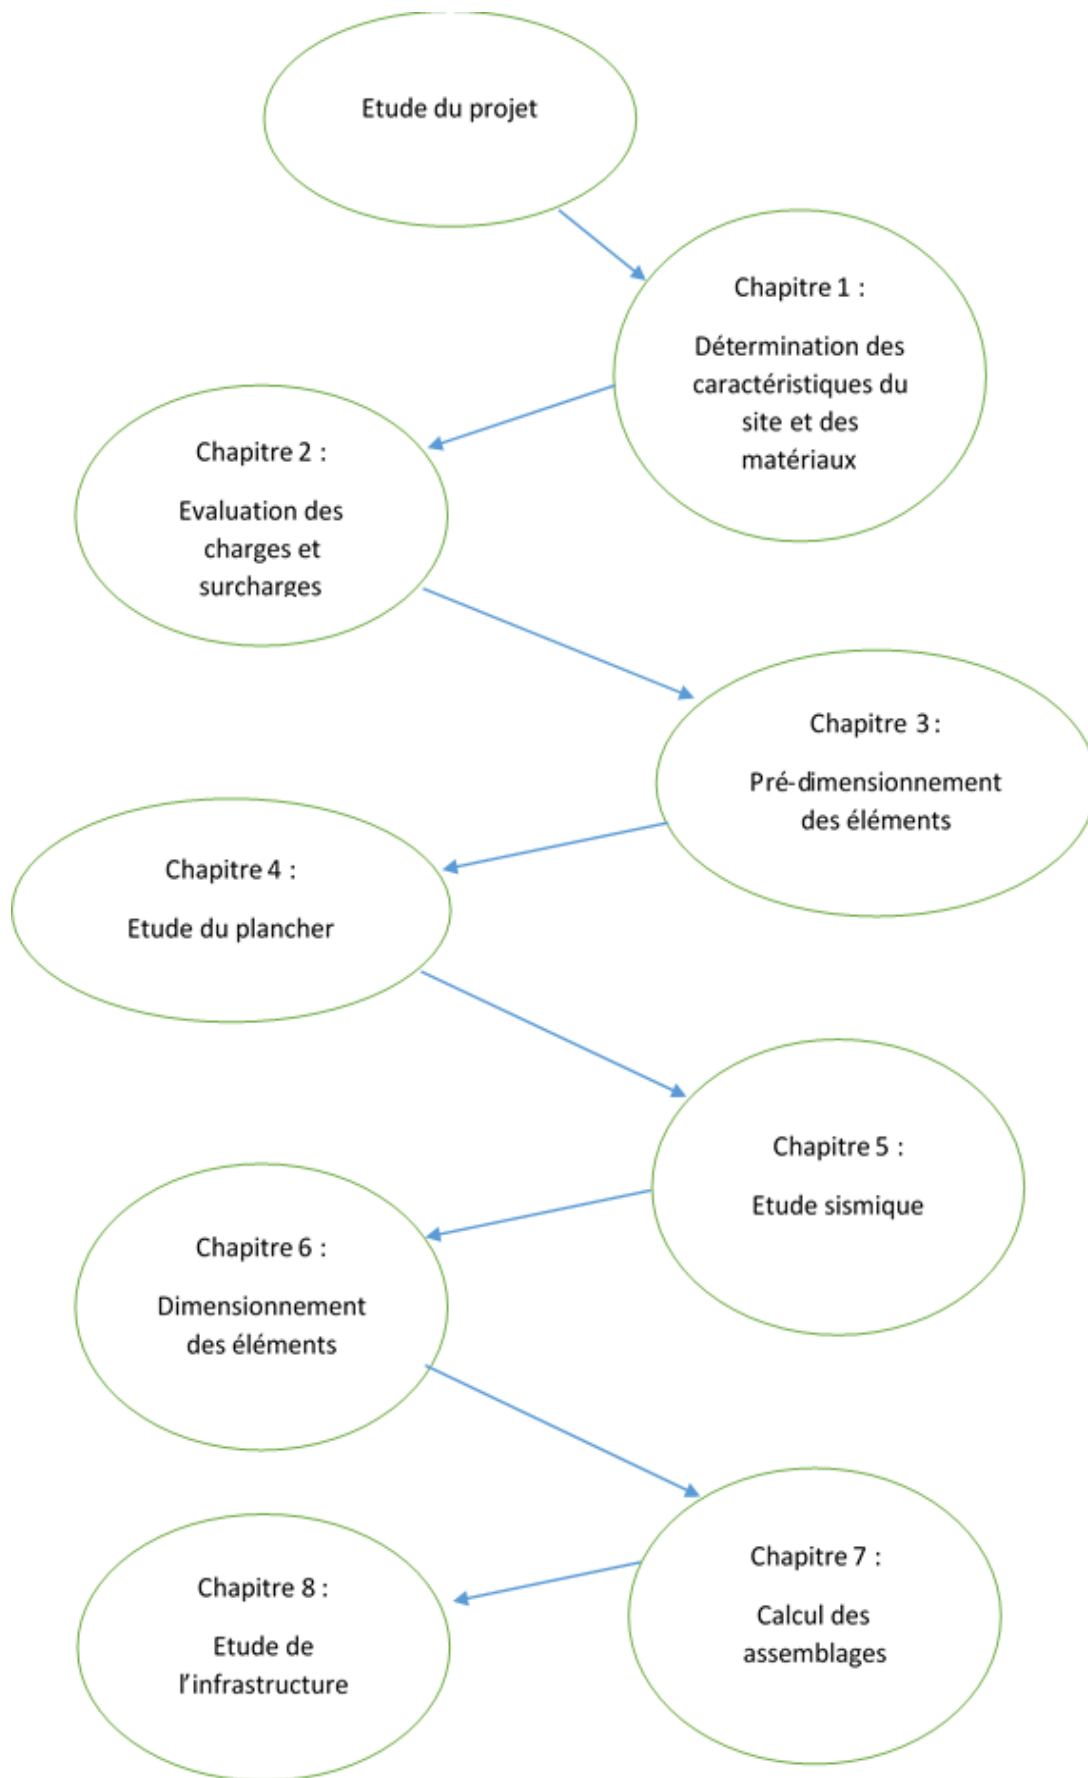 Etude du projet
Chapitre 1 :
Détermination des
caractéristiques du
site et des
matériaux
Chapitre 2 :
Evaluation des
charges et
surcharges
Chapitre 3 :
Pré-dimensionnement
des éléments
Chapitre 4 :
Etude du plancher
Chapitre 5 :
Etude sismique
Chapitre 6 :
Dimensionnement
des éléments
Chapitre 7 :
Calcul des
assemblages
Chapitre 8 :
Etude de
l’infrastructure